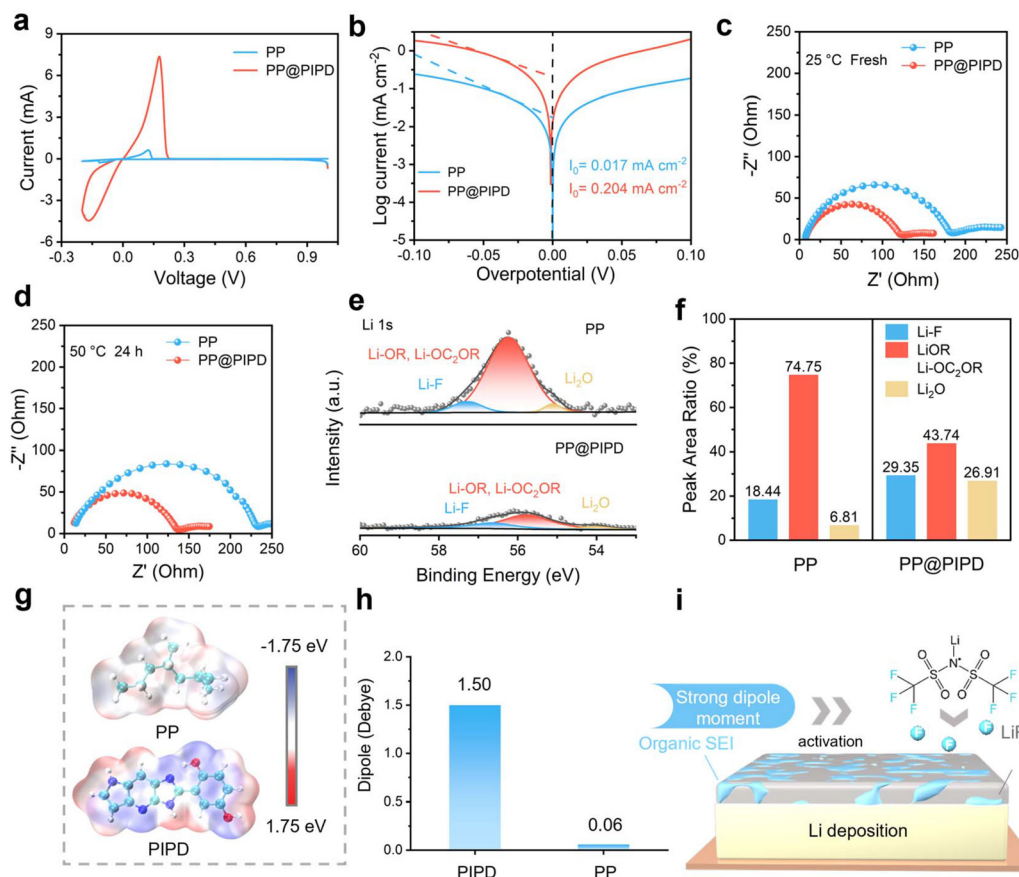 a
9
6
3
0
-3
-6
Current (mA)
PP
PP@PIPD
-0.3
0.0
0.3
0.6
0.9
Voltage (V)
b
1
0
-1
-2
-3
-4
-5
Log current (mA cm⁻²)
PP
PP@PIPD
I₀= 0.017 mA cm⁻²
I₀= 0.204 mA cm⁻²
-0.10
-0.05
0.00
0.05
0.10
Overpotential (V)
c
250
200
150
100
50
0
-Z'' (Ohm)
25 °C Fresh
PP
PP@PIPD
0
50
100
150
200
250
Z' (Ohm)
d
250
200
150
100
50
0
-Z'' (Ohm)
50 °C 24 h
PP
PP@PIPD
0
50
100
150
200
250
Z' (Ohm)
e
Intensity (a.u.)
Li 1s
PP
Li-OR, Li-OC₂OR
Li-F
Li₂O
PP@PIPD
Li-OR, Li-OC₂OR
Li-F
Li₂O
60
58
56
54
Binding Energy (eV)
f
100
80
60
40
20
0
Peak Area Ratio (%)
Li-F
LiOR
Li-OC₂OR
Li₂O
18.44
74.75
6.81
29.35
43.74
26.91
PP
PP@PIPD
g
PP
PIPD
-1.75 eV
1.75 eV
h
2.0
1.5
1.0
0.5
0.0
Dipole (Debye)
1.50
0.06
PIPD
PP
i
Strong dipole
moment
Organic SEI
activation
Li
N
O
O
S
S
O
O
F
F
F
F
F
F
F
F
F
LiF
Li deposition